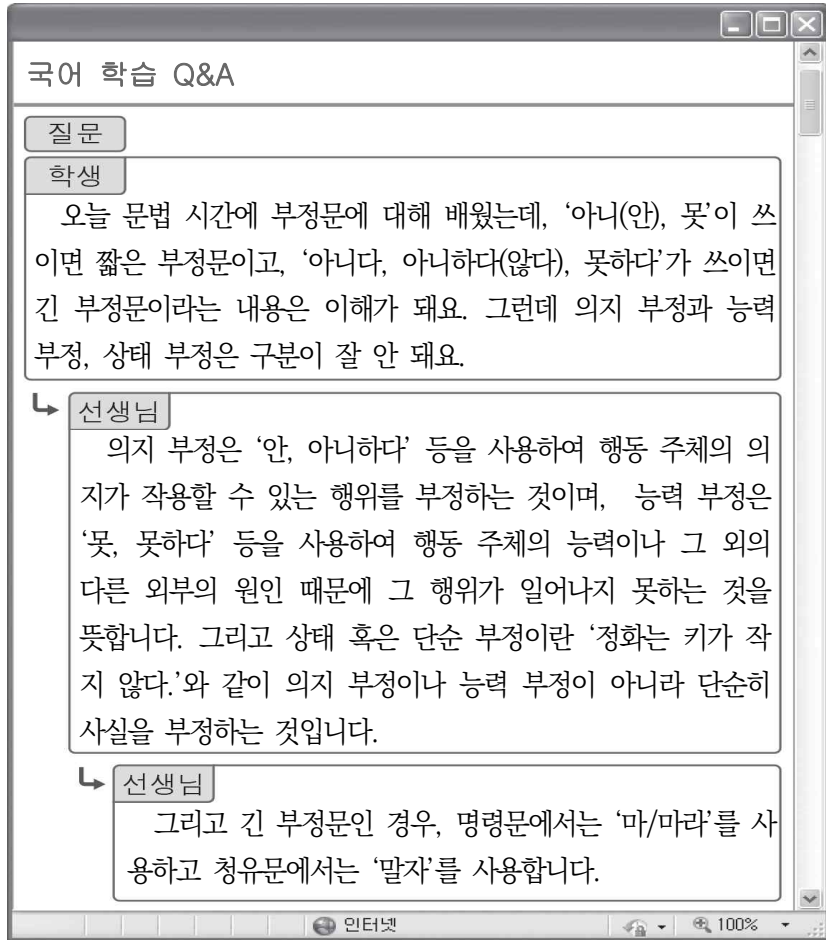 국어 학습 Q&A
질문
학생
오늘 문법 시간에 부정문에 대해 배웠는데, ‘아니(안), 못’이 쓰
이면 짧은 부정문이고, ‘아니다, 아니하다(않다), 못하다’가 쓰이면
긴 부정문이라는 내용은 이해가 돼요. 그런데 의지 부정과 능력
부정, 상태 부정은 구분이 잘 안 돼요.
선생님
의지 부정은 ‘안, 아니하다’ 등을 사용하여 행동 주체의 의
지가 작용할 수 있는 행위를 부정하는 것이며, 능력 부정은
‘못, 못하다’ 등을 사용하여 행동 주체의 능력이나 그 외의
다른 외부의 원인 때문에 그 행위가 일어나지 못하는 것을
뜻합니다. 그리고 상태 혹은 단순 부정이란 ‘정화는 키가 작
지 않다.’와 같이 의지 부정이나 능력 부정이 아니라 단순히
사실을 부정하는 것입니다.
선생님
그리고 긴 부정문인 경우, 명령문에서는 ‘마/마라’를 사
용하고 청유문에서는 ‘말자’를 사용합니다.
인터넷 100%